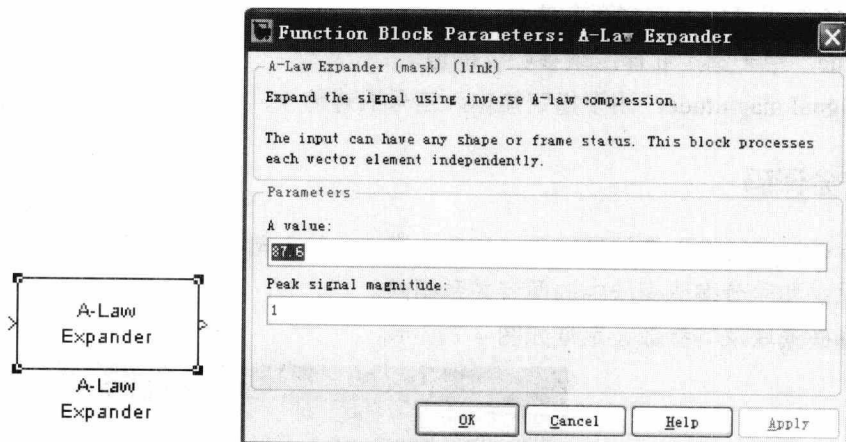 Function Block Parameters: A-Law Expander
A-Law Expander (mask) (link)
Expand the signal using inverse A-law compression.
The input can have any shape or frame status. This block processes
each vector element independently.
Parameters
A value:
87.6
Peak signal magnitude:
1
OK Cancel Help Apply
A-Law
Expander
A-Law
Expander